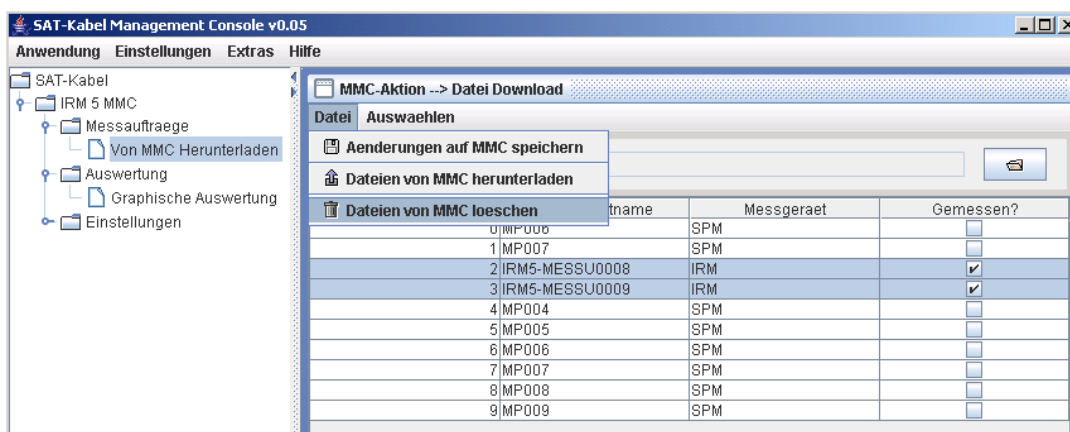 SAT-Kabel Management Console v0.05
Anwendung Einstellungen Extras Hilfe
SAT-Kabel
IRM 5 MMC
Messauftraege
Von MMC Herunterladen
Auswertung
Graphische Auswertung
Einstellungen
MMC-Aktion --> Datei Download
Datei Auswaehlen
Aenderungen auf MMC speichern
Dateien von MMC herunterladen
Dateien von MMC loeschen
tname Messgeraet Gemessen?
0 MP006 SPM
1 MP007 SPM
2 IRM5-MESSU0008 IRM
3 IRM5-MESSU0009 IRM
4 MP004 SPM
5 MP005 SPM
6 MP006 SPM
7 MP007 SPM
8 MP008 SPM
9 MP009 SPM